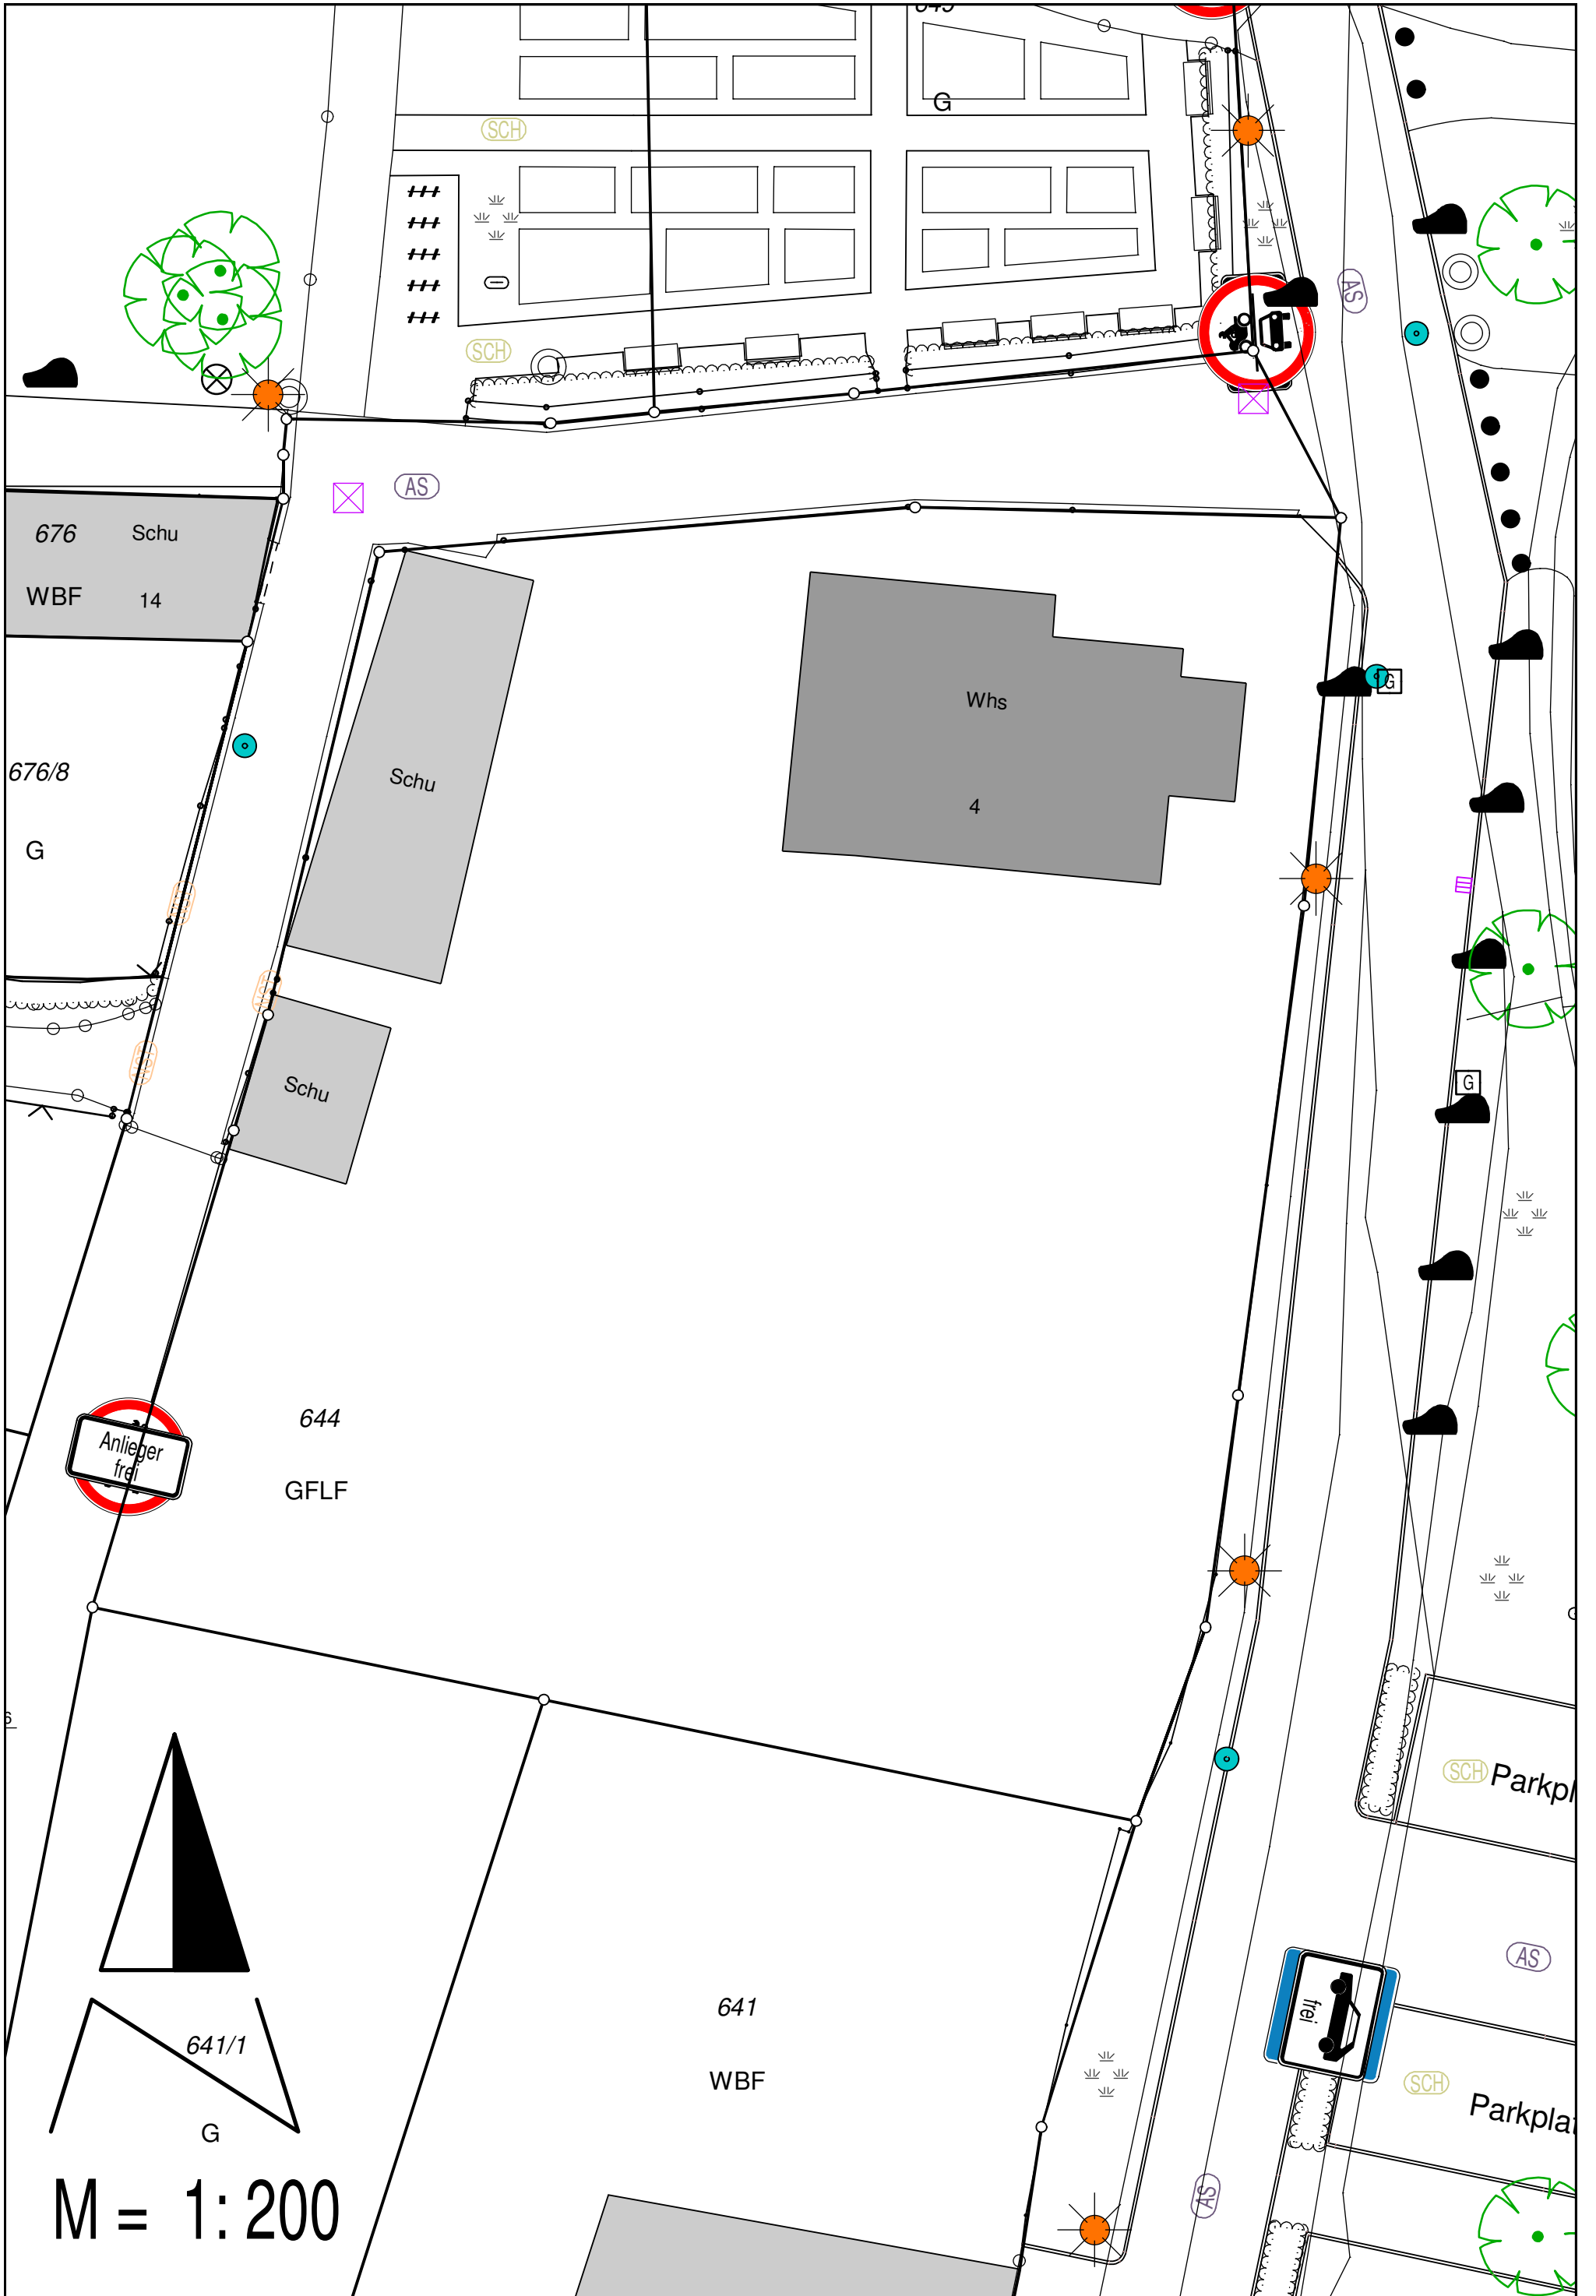 G
SCH
SCH
AS
AS
676
Schu
WBF
14
676/8
G
Schu
Whs
4
G
G
Schu
Anlieger
frei
644
GFLF
SCH
Parkpl
AS
frei
641
WBF
SCH
Parkplat
641/1
G
AS
M = 1: 200